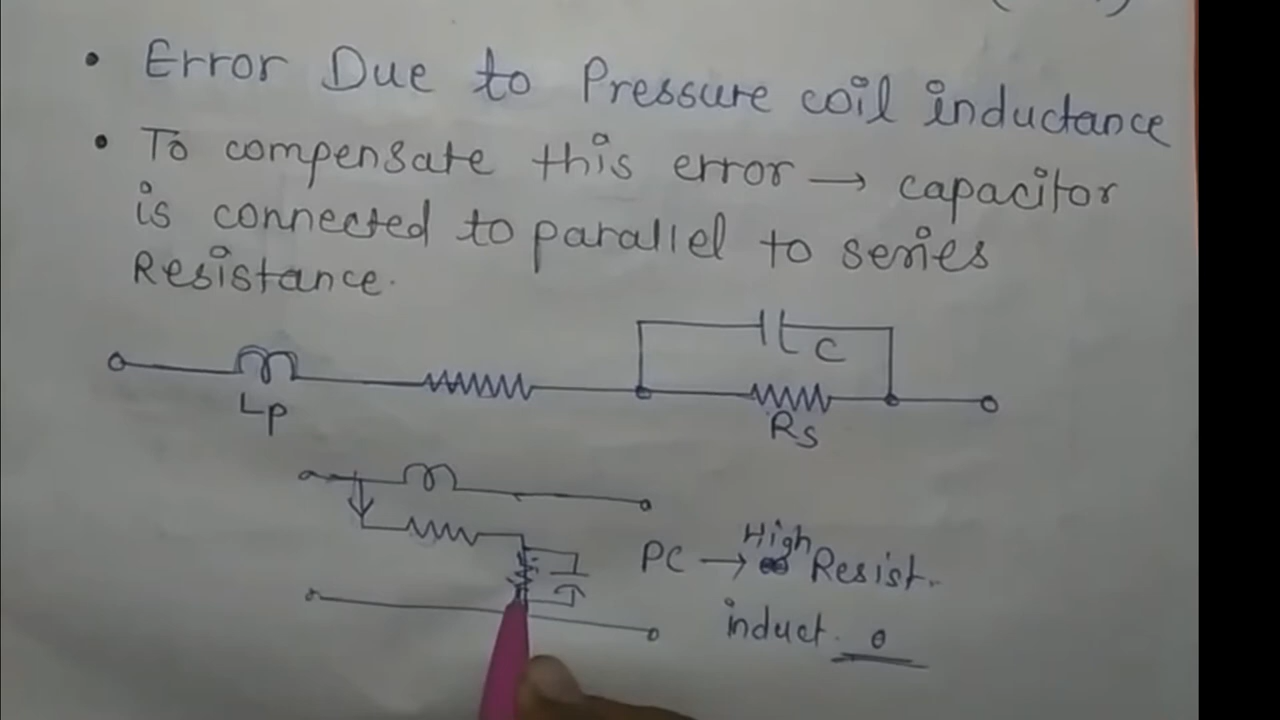 • Error Due to Pressure coil inductance
• To compensate this error → capacitor
is connected to parallel to series
Resistance.
C
Lp
Rs
PC → High Resist.
induct. 0